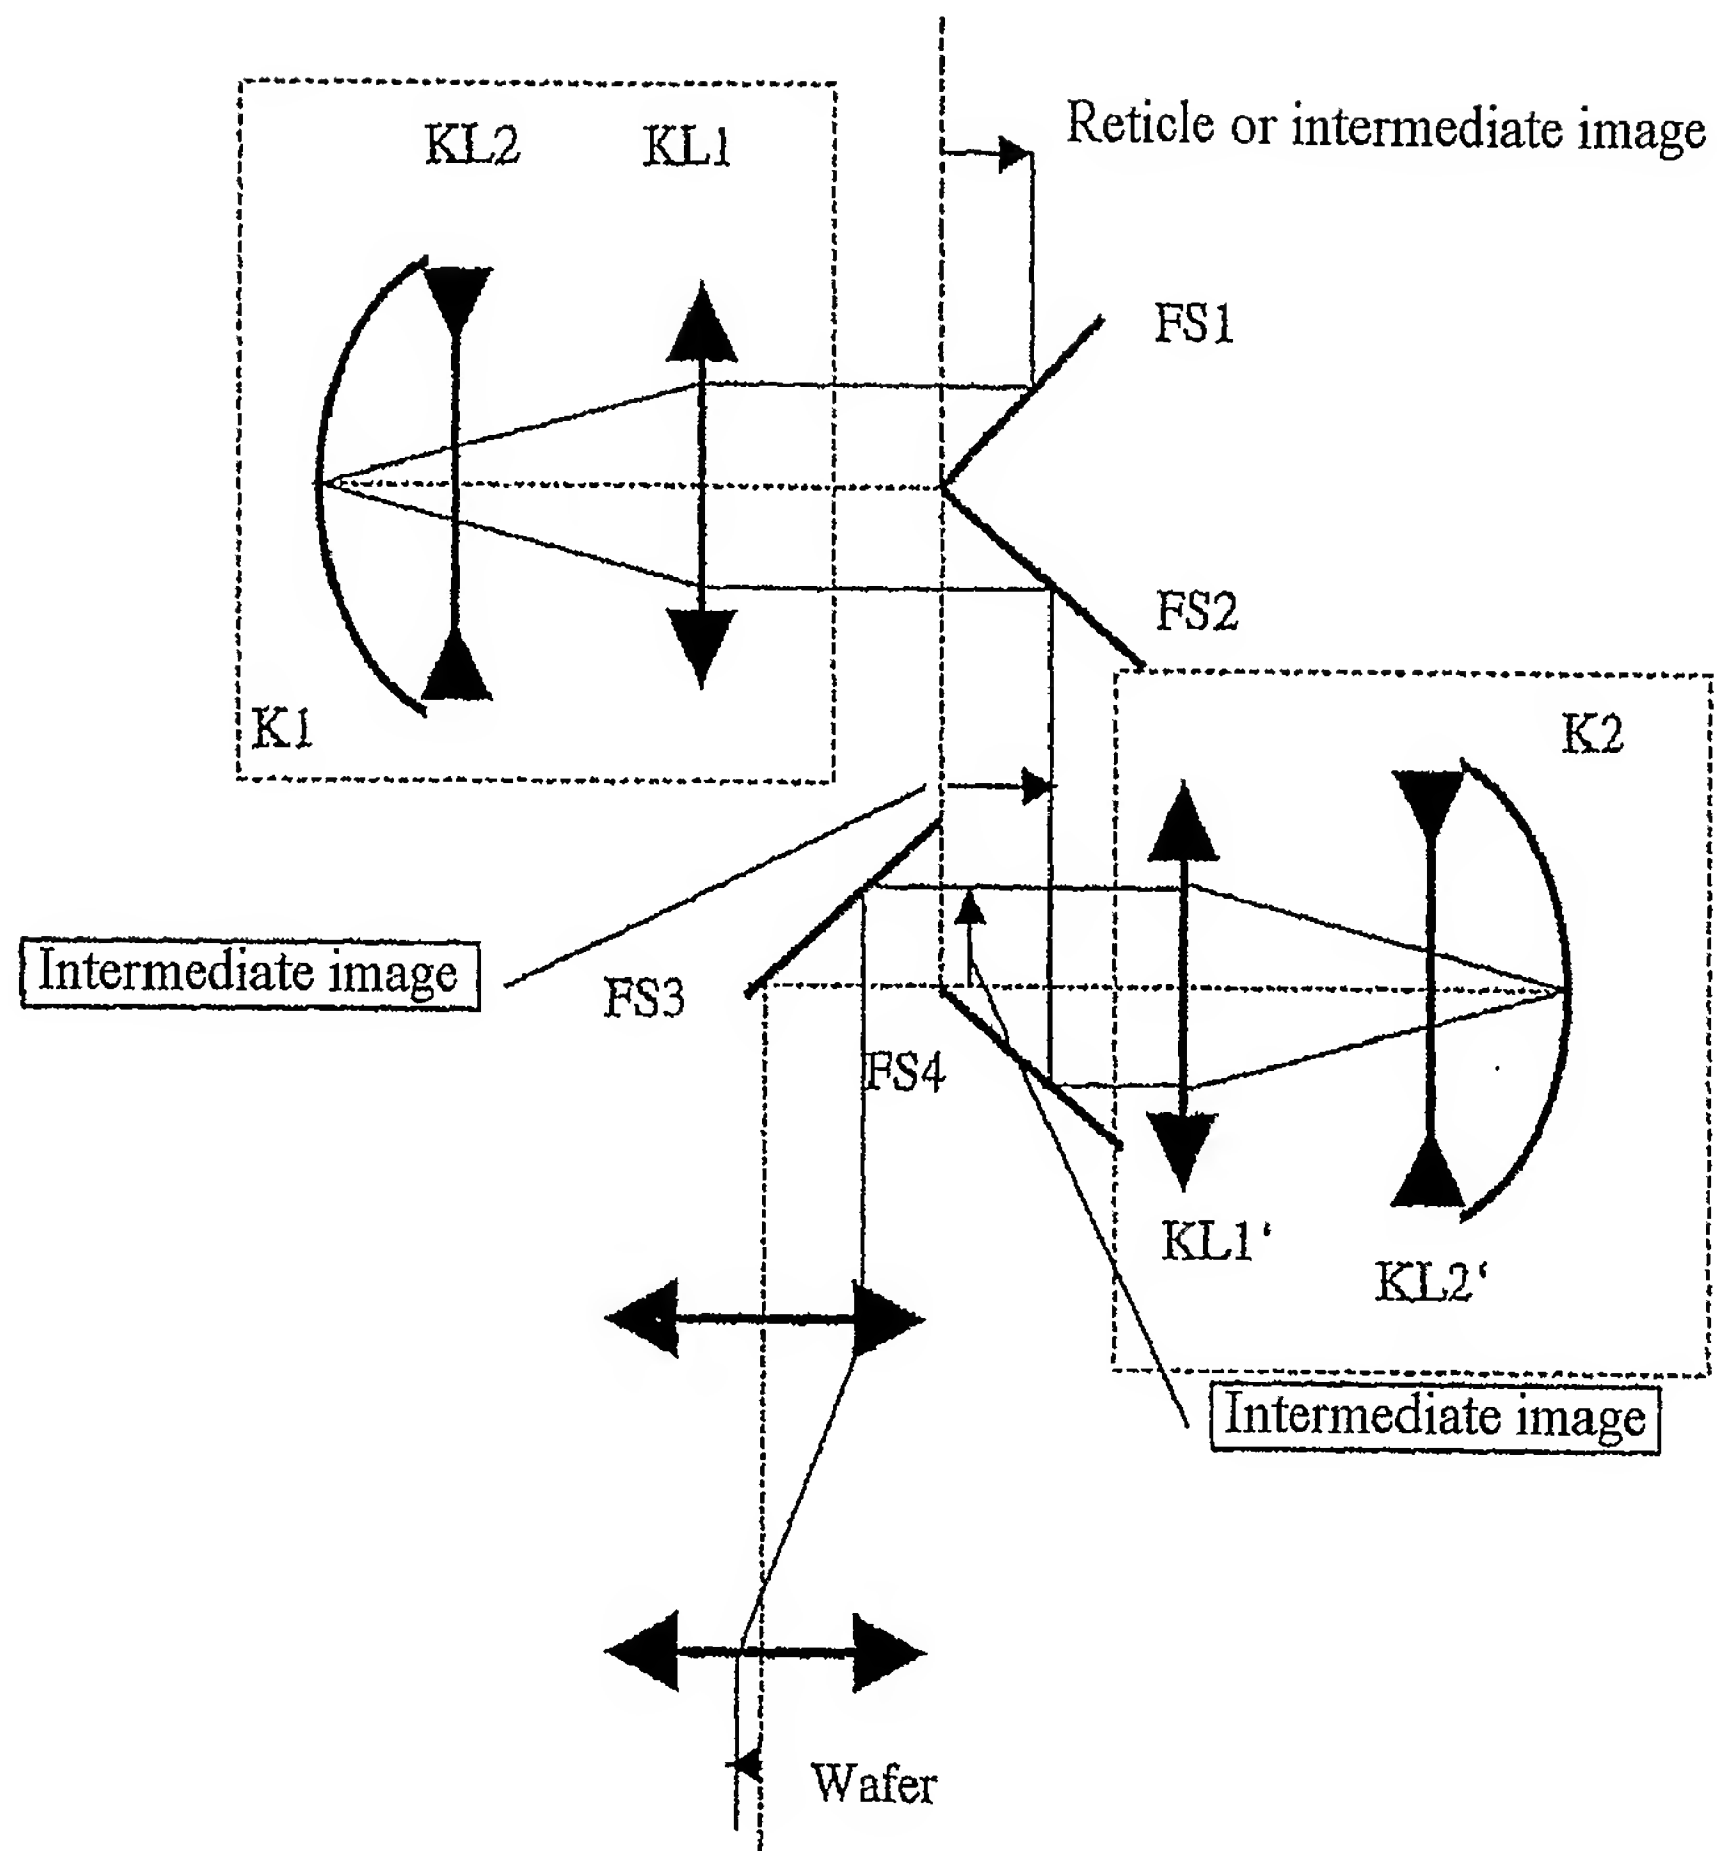 Reticle or intermediate image
KL2
KL1
FS1
FS2
K1
K2
Intermediate image
FS3
FS4
KL1‘
KL2‘
Intermediate image
Wafer